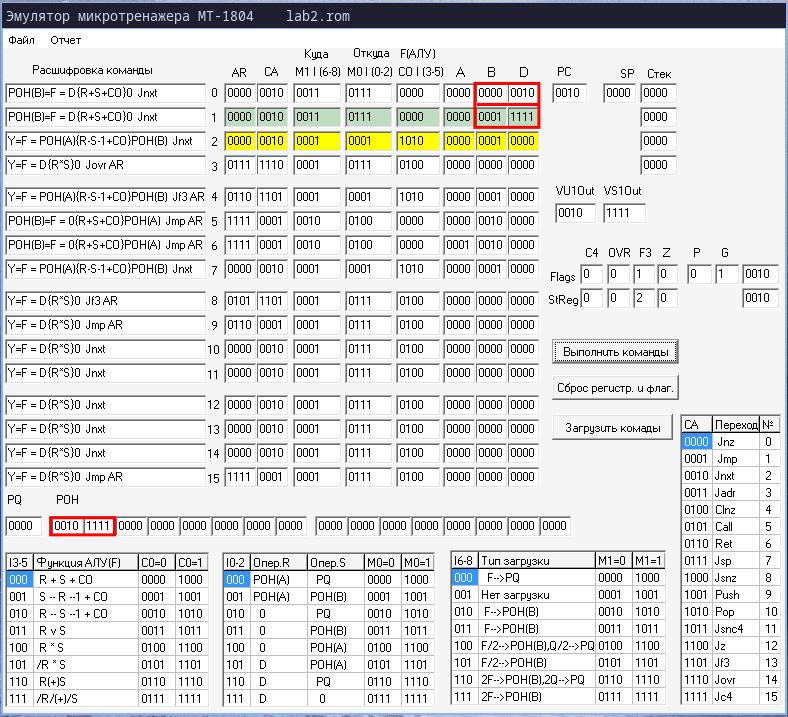 Эмулятор микротренажера МТ-1804 lab2.rom
Файл Отчет
Куда Откуда F(АЛУ)
Расшифровка команды AR CA M1 I (6-8) M0 I (0-2) C0 I (3-5) A B D PC SP Стек
РОН(B)=F = D{R+S+C0}0 Jnxt 0 0000 0010 0011 0111 0000 0000 0000 0010 0010 0000 0000
РОН(B)=F = D{R+S+C0}0 Jnxt 1 0000 0010 0011 0111 0000 0000 0001 1111 0000
Y=F = РОН(A){R-S-1+C0}РОН(B) Jnxt 2 0000 0010 0001 0001 1010 0000 0001 0000 0000
Y=F = D{R*S}0 Jovr AR 3 0111 1110 0001 0111 0100 0000 0000 0000 0000
Y=F = РОН(A){R-S-1+C0}РОН(B) Jf3 AR 4 0110 1101 0001 0001 1010 0000 0001 0000
РОН(B)=F = 0{R+S+C0}РОН(A) Jmp AR 5 1111 0001 0010 0100 0000 0000 0010 0000
РОН(B)=F = 0{R+S+C0}РОН(A) Jmp AR 6 1111 0001 0010 0100 0000 0001 0010 0000
Y=F = РОН(A){R-S-1+C0}РОН(B) Jnxt 7 0000 0010 0001 0001 1010 0000 0001 0000
VU1Out VS1Out
0010 1111
C4 OVR F3 Z P G
Flags 0 0 1 0 0 1 0010
StReg 0 0 2 0 0010
Y=F = D{R*S}0 Jf3 AR 8 0101 1101 0001 0111 0100 0000 0000 0000
Y=F = D{R*S}0 Jmp AR 9 0110 0001 0001 0111 0100 0000 0000 0000
Y=F = D{R*S}0 Jnxt 10 0000 0010 0001 0111 0100 0000 0000 0000
Y=F = D{R*S}0 Jnxt 11 0000 0010 0001 0111 0100 0000 0000 0000
Y=F = D{R*S}0 Jnxt 12 0000 0010 0001 0111 0100 0000 0000 0000
Y=F = D{R*S}0 Jnxt 13 0000 0010 0001 0111 0100 0000 0000 0000
Y=F = D{R*S}0 Jnxt 14 0000 0010 0001 0111 0100 0000 0000 0000
Y=F = D{R*S}0 Jmp AR 15 1111 0001 0001 0111 0100 0000 0000 0000
Выполнить команды
Сброс регистр. и флаг.
Загрузить комады
PQ РОН
0000 0010 1111 0000 0000 0000 0000 0000 0000 0000 0000 0000 0000 0000 0000 0000 0000
I3-5 Функция АЛУ(F) C0=0 C0=1
000 R + S + C0 0000 1000
001 S -- R --1 + C0 0001 1001
010 R -- S --1 + C0 0010 1010
011 R v S 0011 1011
100 R * S 0100 1100
101 /R * S 0101 1101
110 R(+)S 0110 1110
111 /R/(+)/S 0111 1111
I0-2 Опер.R Опер.S M0=0 M0=1
000 РОН(A) PQ 0000 1000
001 РОН(A) РОН(B) 0001 1001
010 0 PQ 0010 1010
011 0 РОН(B) 0011 1011
100 0 РОН(A) 0100 1100
101 D РОН(A) 0101 1101
110 D PQ 0110 1110
111 D 0 0111 1111
I6-8 Тип загрузки M1=0 M1=1
000 F-->PQ 0000 1000
001 Нет загрузки 0001 1001
010 F-->РОН(B) 0010 1010
011 F-->РОН(B) 0011 1011
100 F/2-->РОН(B),Q/2-->PQ 0100 1100
101 F/2-->РОН(B) 0101 1101
110 2F-->РОН(B),2Q-->PQ 0110 1110
111 2F-->РОН(B) 0111 1111
CA Переход №
0000 Jnz 0
0001 Jmp 1
0010 Jnxt 2
0011 Jadr 3
0100 Clnz 4
0101 Call 5
0110 Ret 6
0111 Jsp 7
1000 Jsnz 8
1001 Push 9
1010 Pop 10
1011 Jsnc4 11
1100 Jz 12
1101 Jf3 13
1110 Jovr 14
1111 Jc4 15